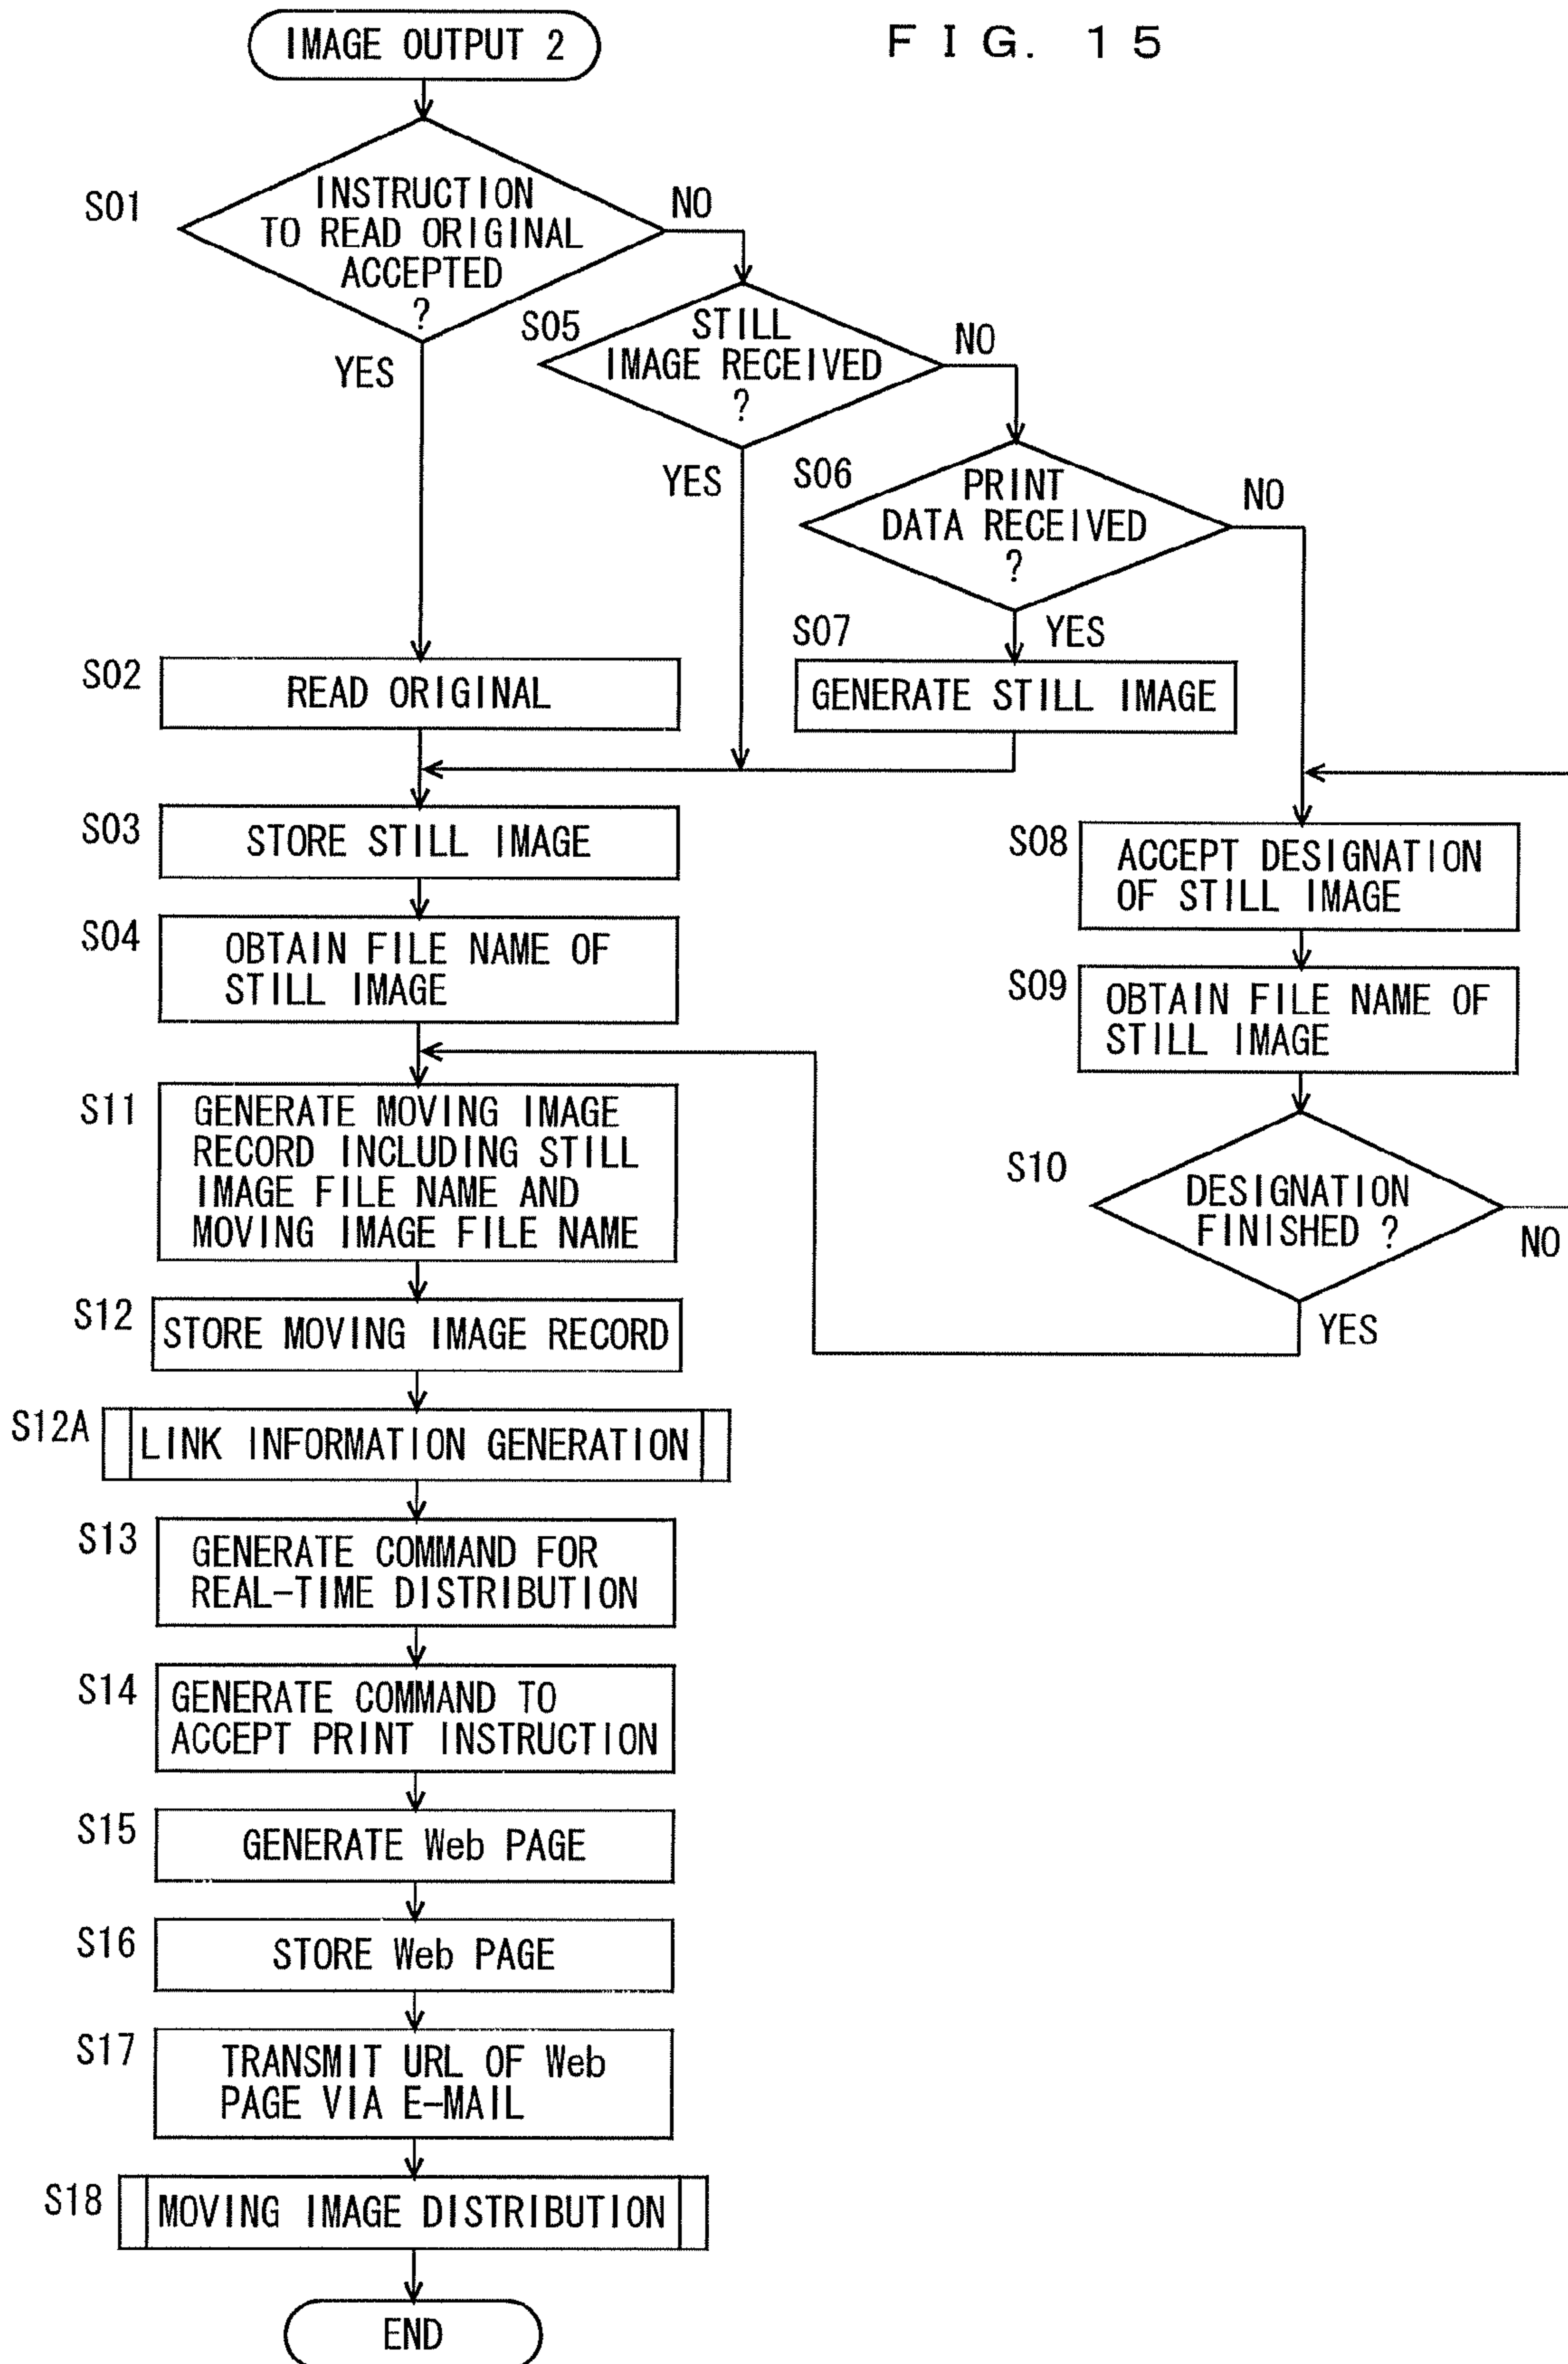 FIG. 15
IMAGE OUTPUT 2
S01
INSTRUCTION
TO READ ORIGINAL
ACCEPTED
?
NO
YES
S05
STILL
IMAGE RECEIVED
?
NO
YES
S06
PRINT
DATA RECEIVED
?
NO
YES
S07
GENERATE STILL IMAGE
S02
READ ORIGINAL
S03
STORE STILL IMAGE
S04
OBTAIN FILE NAME OF
STILL IMAGE
S08
ACCEPT DESIGNATION
OF STILL IMAGE
S09
OBTAIN FILE NAME OF
STILL IMAGE
S10
DESIGNATION
FINISHED ?
NO
YES
S11
GENERATE MOVING IMAGE
RECORD INCLUDING STILL
IMAGE FILE NAME AND
MOVING IMAGE FILE NAME
S12
STORE MOVING IMAGE RECORD
S12A
LINK INFORMATION GENERATION
S13
GENERATE COMMAND FOR
REAL-TIME DISTRIBUTION
S14
GENERATE COMMAND TO
ACCEPT PRINT INSTRUCTION
S15
GENERATE Web PAGE
S16
STORE Web PAGE
S17
TRANSMIT URL OF Web
PAGE VIA E-MAIL
S18
MOVING IMAGE DISTRIBUTION
END